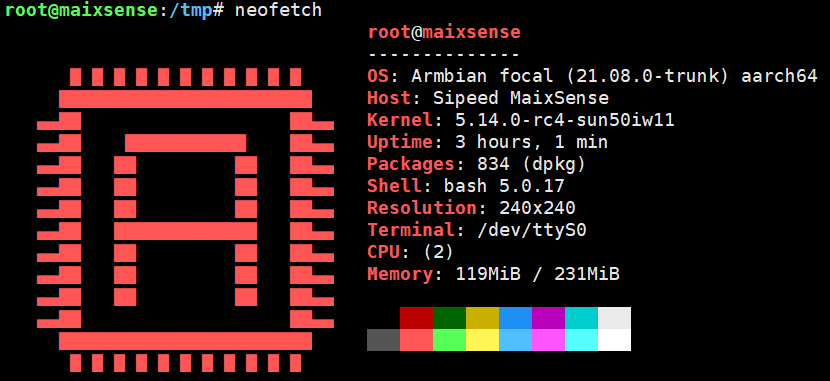 root@maixsense:/tmp# neofetch
root@maixsense
--------------
OS: Armbian focal (21.08.0-trunk) aarch64
Host: Sipeed MaixSense
Kernel: 5.14.0-rc4-sun50iw11
Uptime: 3 hours, 1 min
Packages: 834 (dpkg)
Shell: bash 5.0.17
Resolution: 240x240
Terminal: /dev/ttyS0
CPU: (2)
Memory: 119MiB / 231MiB